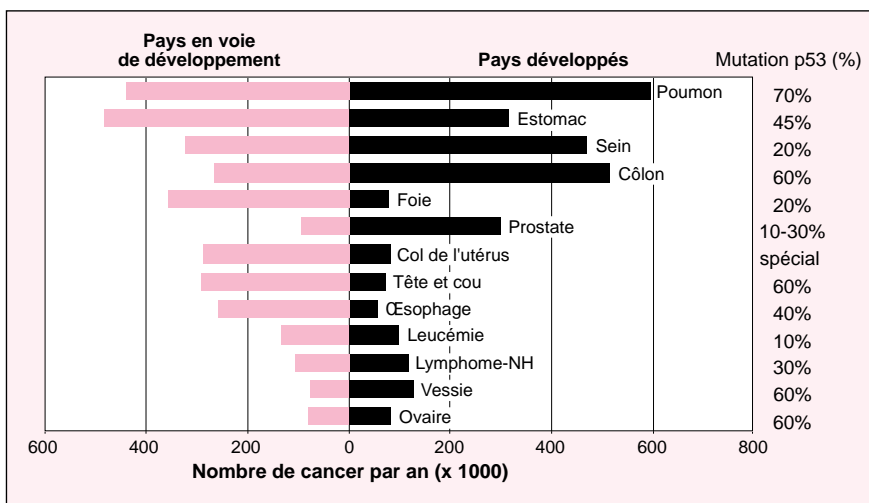 Pays en voie
de développement
Pays développés
Mutation p53 (%)
Poumon 70%
Estomac 45%
Sein 20%
Côlon 60%
Foie 20%
Prostate 10-30%
Col de l'utérus spécial
Tête et cou 60%
Œsophage 40%
Leucémie 10%
Lymphome-NH 30%
Vessie 60%
Ovaire 60%
600 400 200 0 200 400 600 800
Nombre de cancer par an (x 1000)